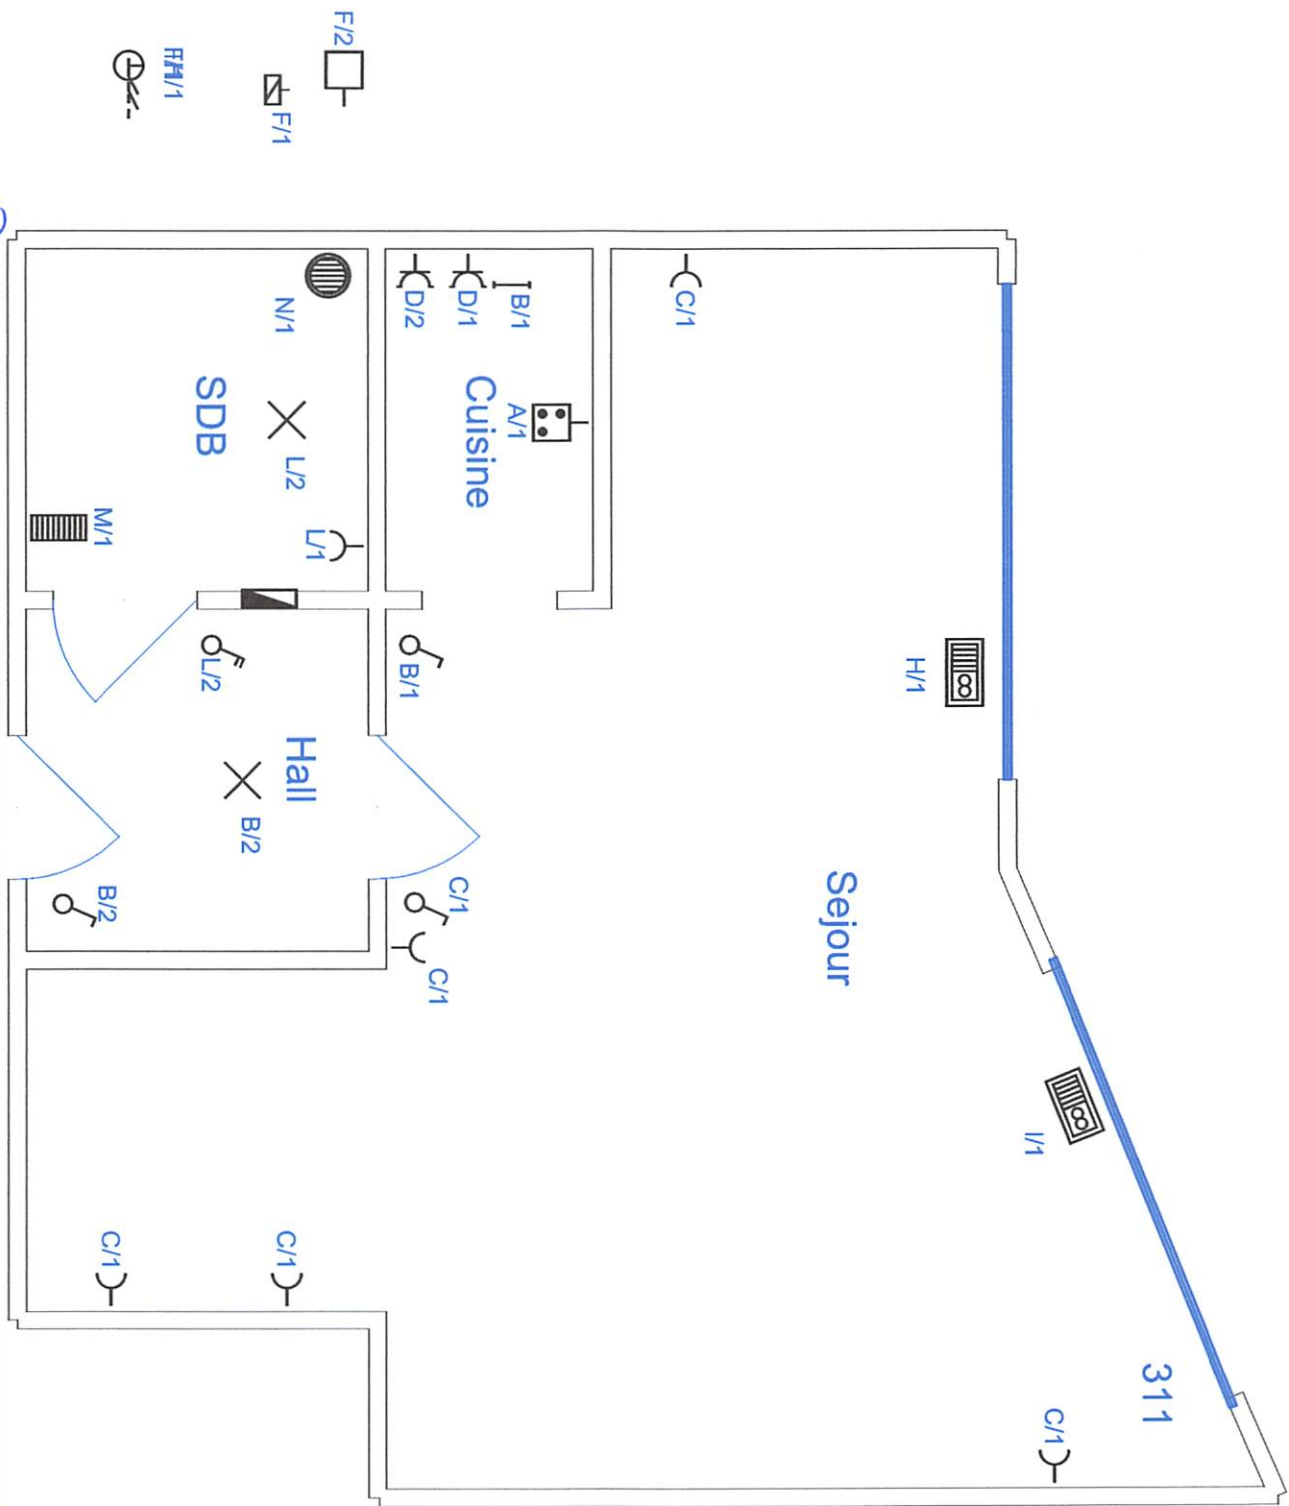 311
C/1
I/1
H/1
Sejour
C/1
B/1
A/1
Cuisine
D/1
C/1
C/1
D/2
B/1
F/2
L/1
Hall
L/2
C/1
N/1
F/1
B/2
SDB
L/2
C/1
B/2
M/1